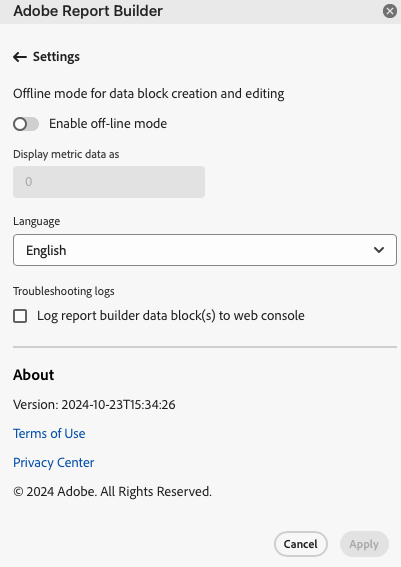 Adobe Report Builder
Settings
Offline mode for data block creation and editing
Enable off-line mode
Display metric data as
0
Language
English
Troubleshooting logs
Log report builder data block(s) to web console
About
Version: 2024-10-23T15:34:26
Terms of Use
Privacy Center
© 2024 Adobe. All Rights Reserved.
Cancel Apply